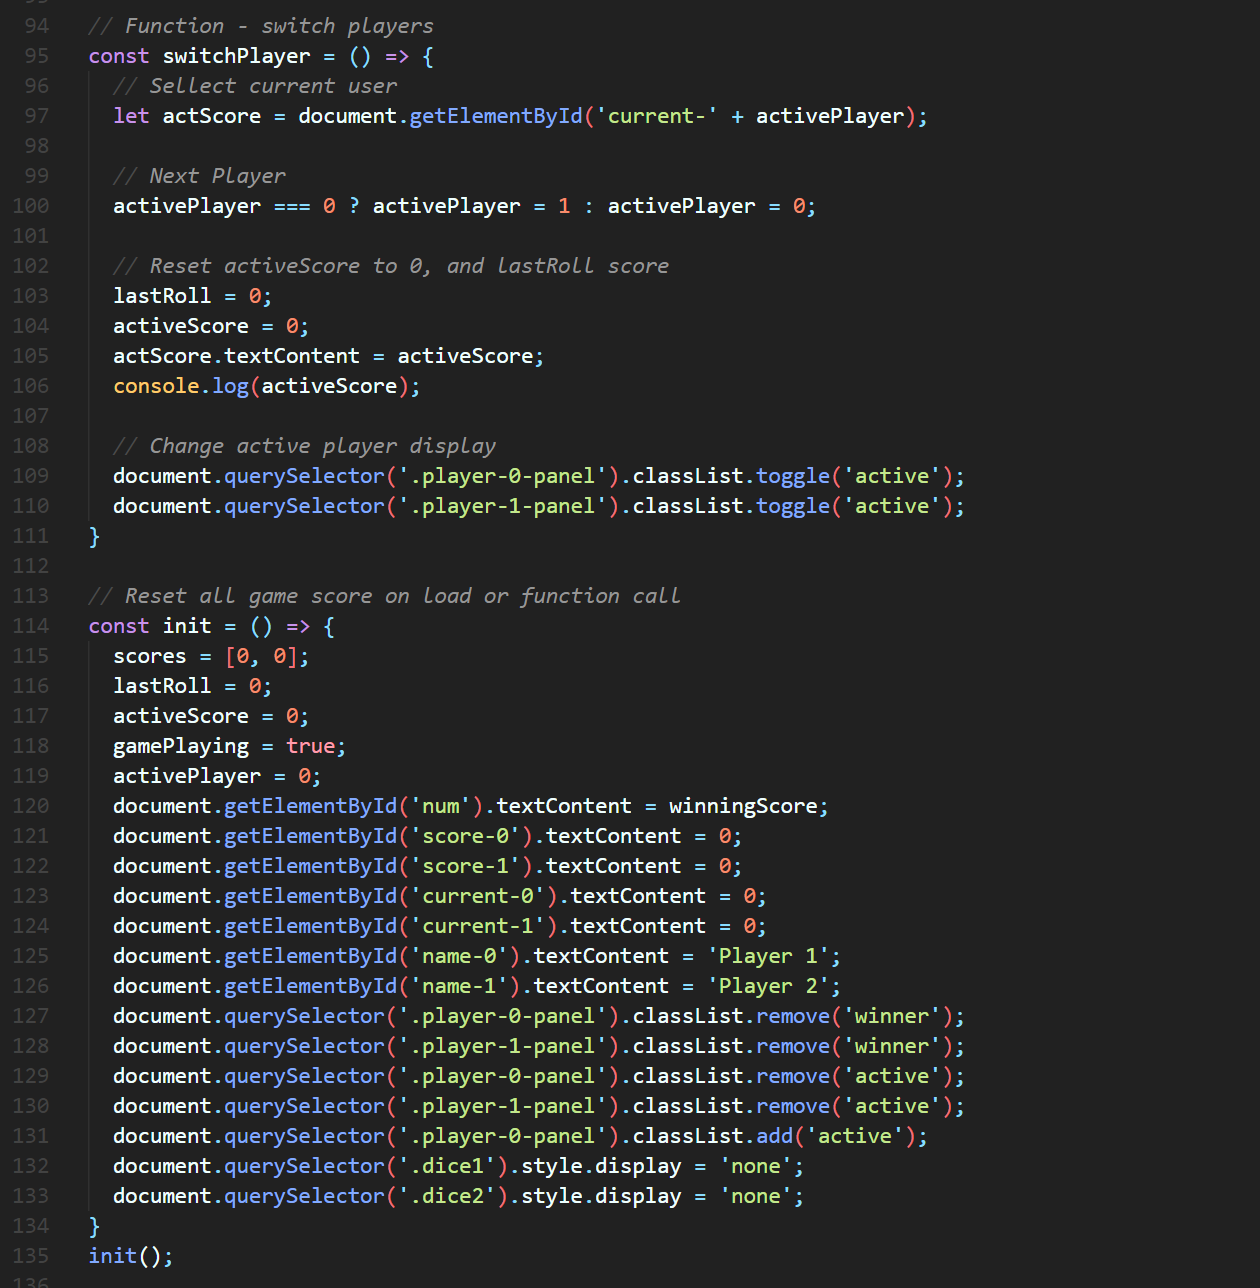 94 // Function - switch players
95 const switchPlayer = () => {
96 // Sellect current user
97 let actScore = document.getElementById('current-' + activePlayer);
98
99 // Next Player
100 activePlayer === 0 ? activePlayer = 1 : activePlayer = 0;
101
102 // Reset activeScore to 0, and lastRoll score
103 lastRoll = 0;
104 activeScore = 0;
105 actScore.textContent = activeScore;
106 console.log(activeScore);
107
108 // Change active player display
109 document.querySelector('.player-0-panel').classList.toggle('active');
110 document.querySelector('.player-1-panel').classList.toggle('active');
111 }
112
113 // Reset all game score on load or function call
114 const init = () => {
115 scores = [0, 0];
116 lastRoll = 0;
117 activeScore = 0;
118 gamePlaying = true;
119 activePlayer = 0;
120 document.getElementById('num').textContent = winningScore;
121 document.getElementById('score-0').textContent = 0;
122 document.getElementById('score-1').textContent = 0;
123 document.getElementById('current-0').textContent = 0;
124 document.getElementById('current-1').textContent = 0;
125 document.getElementById('name-0').textContent = 'Player 1';
126 document.getElementById('name-1').textContent = 'Player 2';
127 document.querySelector('.player-0-panel').classList.remove('winner');
128 document.querySelector('.player-1-panel').classList.remove('winner');
129 document.querySelector('.player-0-panel').classList.remove('active');
130 document.querySelector('.player-1-panel').classList.remove('active');
131 document.querySelector('.player-0-panel').classList.add('active');
132 document.querySelector('.dice1').style.display = 'none';
133 document.querySelector('.dice2').style.display = 'none';
134 }
135 init();
136